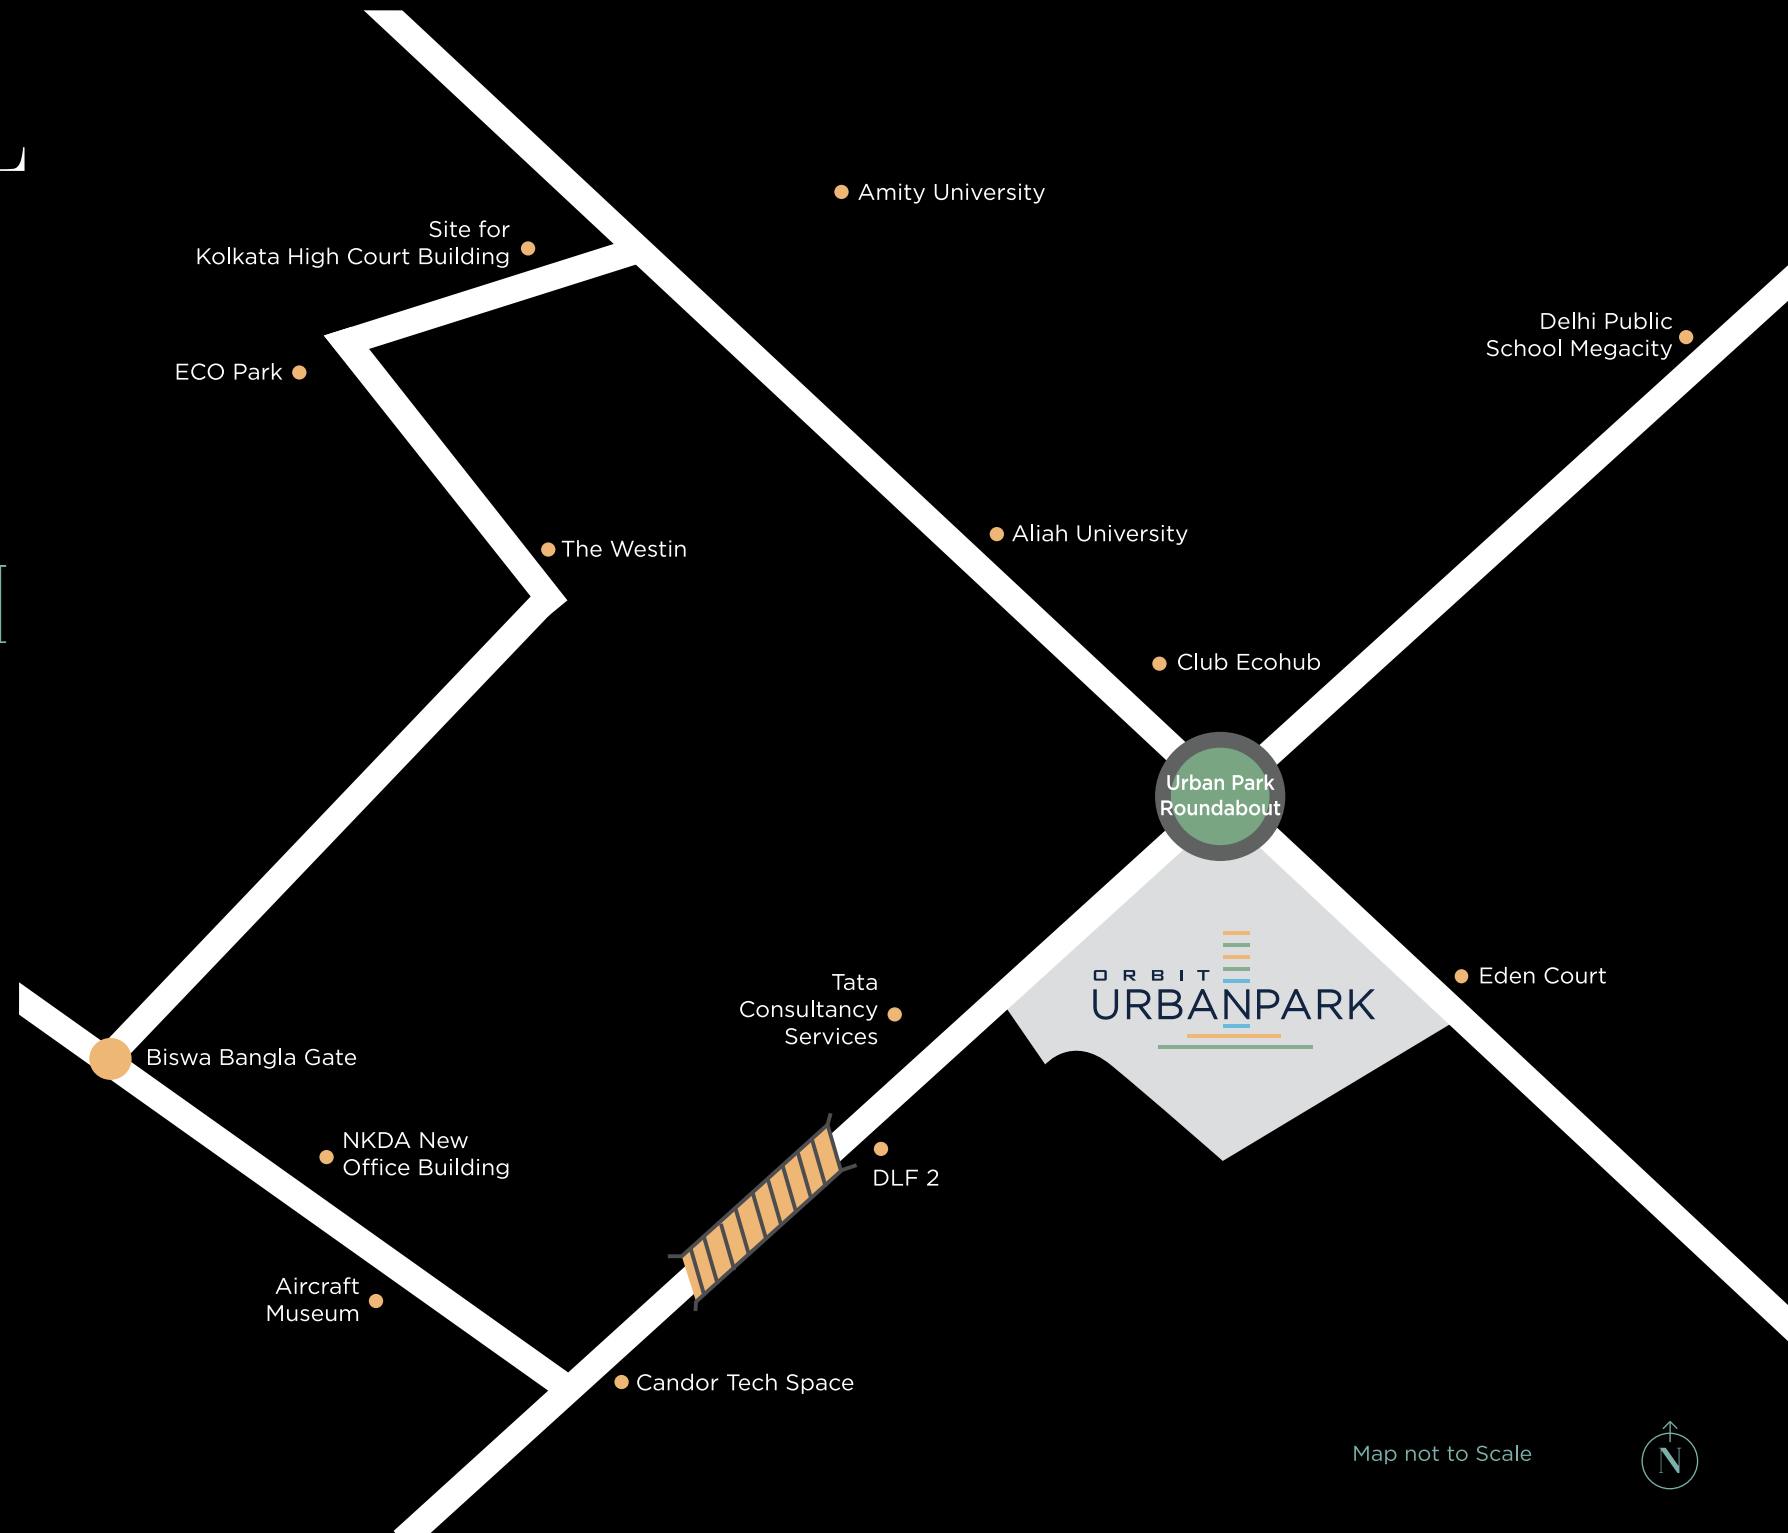 Amity University
Site for
Kolkata High Court Building
Delhi Public
School Megacity
ECO Park
Aliah University
The Westin
Club Ecohub
Urban Park
Roundabout
ORBIT
URBANPARK
Eden Court
Tata
Consultancy
Services
Biswa Bangla Gate
NKDA New
Office Building
DLF 2
Aircraft
Museum
Candor Tech Space
Map not to Scale
N